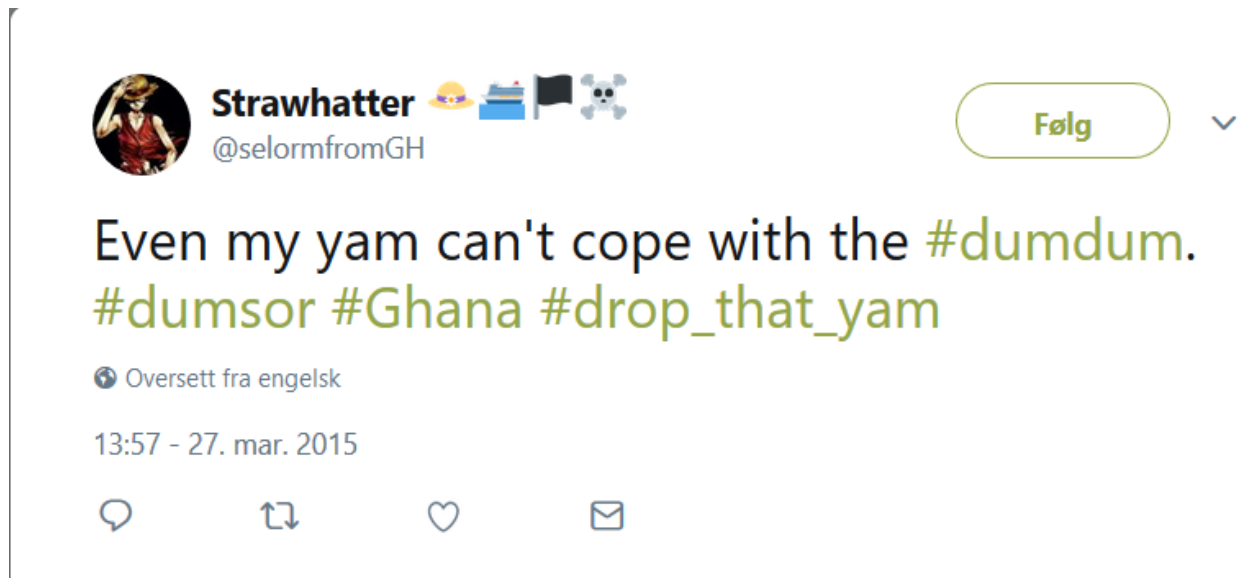 Strawhatter 👒🛳️🏴☠️
@selormfromGH
Følg
Even my yam can't cope with the #dumdum.
#dumsor #Ghana #drop_that_yam
Oversett fra engelsk
13:57 - 27. mar. 2015